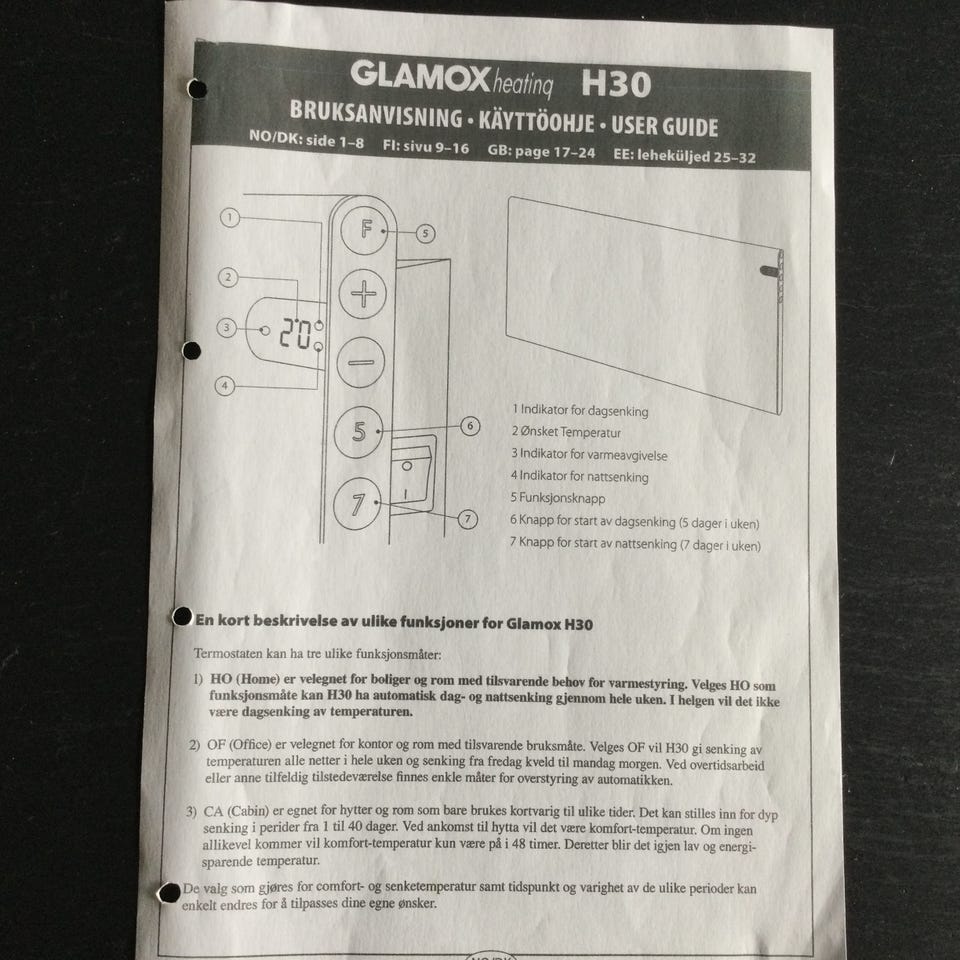 GLAMOX heating H30
BRUKSANVISNING • KÄYTTÖOHJE • USER GUIDE
NO/DK: side 1–8 FI: sivu 9–16 GB: page 17–24 EE: leheküljed 25–32
1
F
5
2
+
3
20
4
–
5
6
7
7
1 Indikator for dagsenking
2 Ønsket Temperatur
3 Indikator for varmeavgivelse
4 Indikator for nattsenking
5 Funksjonsknapp
6 Knapp for start av dagsenking (5 dager i uken)
7 Knapp for start av nattsenking (7 dager i uken)
En kort beskrivelse av ulike funksjoner for Glamox H30
Termostaten kan ha tre ulike funksjonsmåter:
1) HO (Home) er velegnet for boliger og rom med tilsvarende behov for varmestyring. Velges HO som
funksjonsmåte kan H30 ha automatisk dag- og nattsenking gjennom hele uken. I helgen vil det ikke
være dagsenking av temperaturen.
2) OF (Office) er velegnet for kontor og rom med tilsvarende bruksmåte. Velges OF vil H30 gi senking av
temperaturen alle netter i hele uken og senking fra fredag kveld til mandag morgen. Ved overtidsarbeid
eller anne tilfeldig tilstedeværelse finnes enkle måter for overstyring av automatikken.
3) CA (Cabin) er egnet for hytter og rom som bare brukes kortvarig til ulike tider. Det kan stilles inn for dyp
senking i perider fra 1 til 40 dager. Ved ankomst til hytta vil det være komfort-temperatur. Om ingen
allikevel kommer vil komfort-temperatur kun være på i 48 timer. Deretter blir det igjen lav og energi-
sparende temperatur.
De valg som gjøres for comfort- og senketemperatur samt tidspunkt og varighet av de ulike perioder kan
enkelt endres for å tilpasses dine egne ønsker.
NO/DK